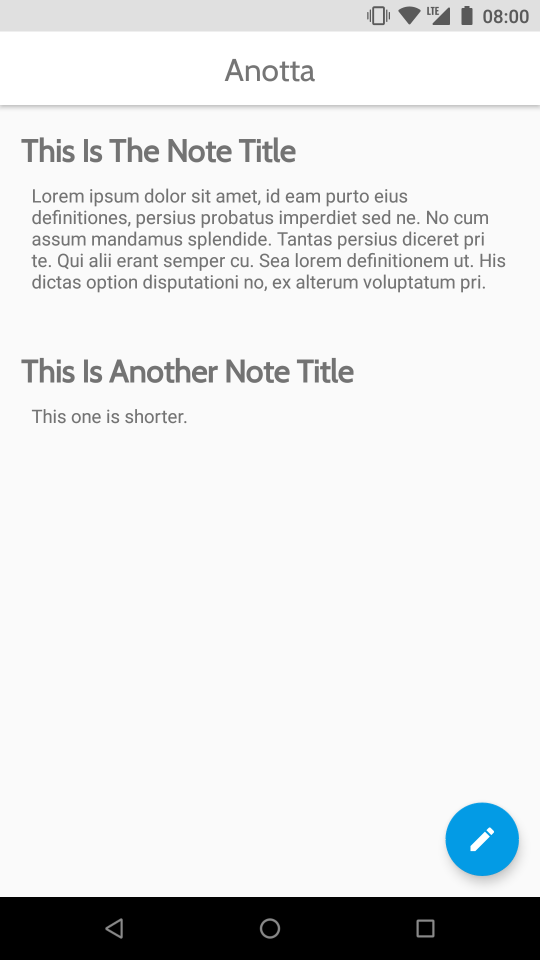 LTE 08:00
Anotta
This Is The Note Title
Lorem ipsum dolor sit amet, id eam purto eius
definitiones, persius probatus imperdiet sed ne. No cum
assum mandamus splendide. Tantas persius diceret pri
te. Qui alii erant semper cu. Sea lorem definitionem ut. His
dictas option disputationi no, ex alterum voluptatum pri.
This Is Another Note Title
This one is shorter.